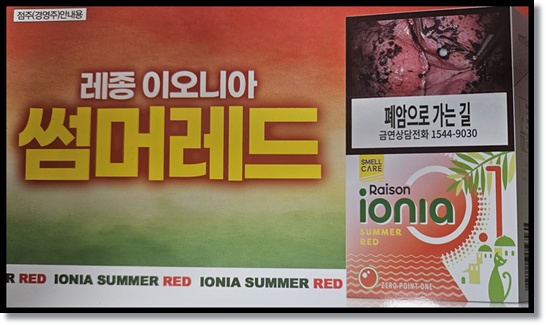 점주(경영주)안내용
레종 이오니아
썸머레드
폐암으로 가는 길
금연상담전화 1544-9030
SMELL
CARE
Raison
ionia
SUMMER
RED
1
ZERO POINT ONE
RED IONIA SUMMER RED IONIA SUMMER RED